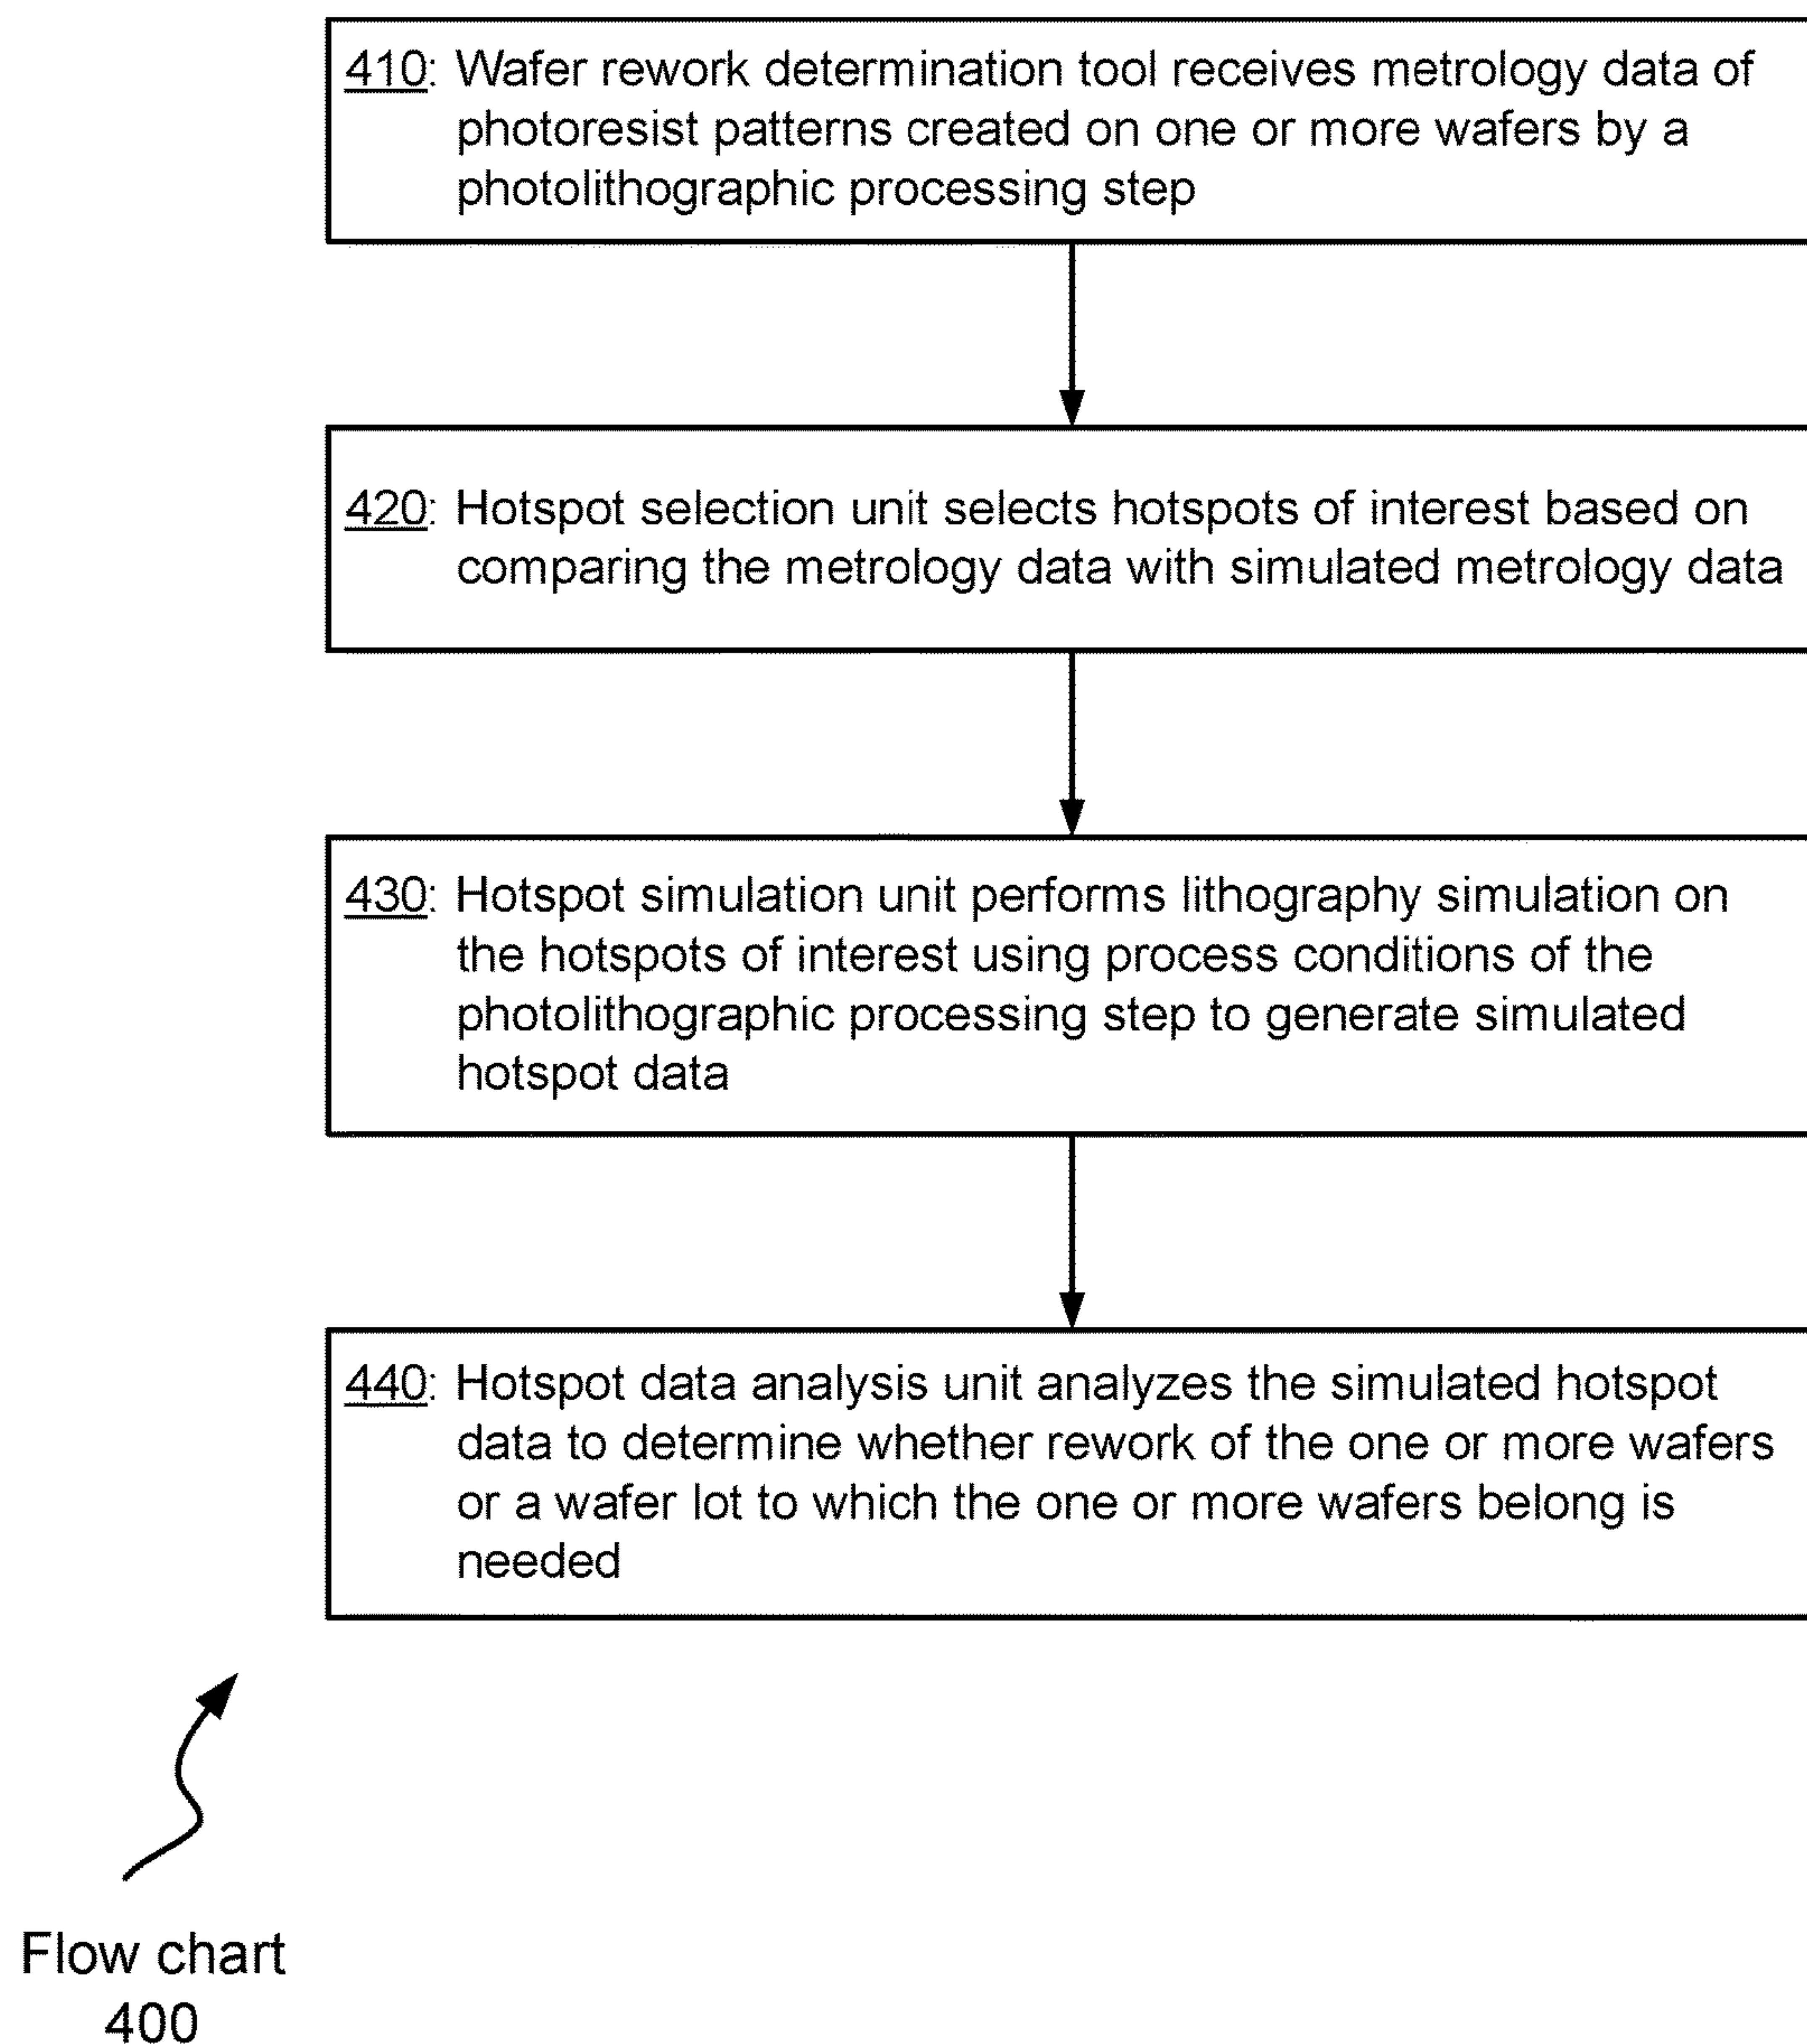 410: Wafer rework determination tool receives metrology data of
photoresist patterns created on one or more wafers by a
photolithographic processing step
420: Hotspot selection unit selects hotspots of interest based on
comparing the metrology data with simulated metrology data
430: Hotspot simulation unit performs lithography simulation on
the hotspots of interest using process conditions of the
photolithographic processing step to generate simulated
hotspot data
440: Hotspot data analysis unit analyzes the simulated hotspot
data to determine whether rework of the one or more wafers
or a wafer lot to which the one or more wafers belong is
needed
Flow chart
400